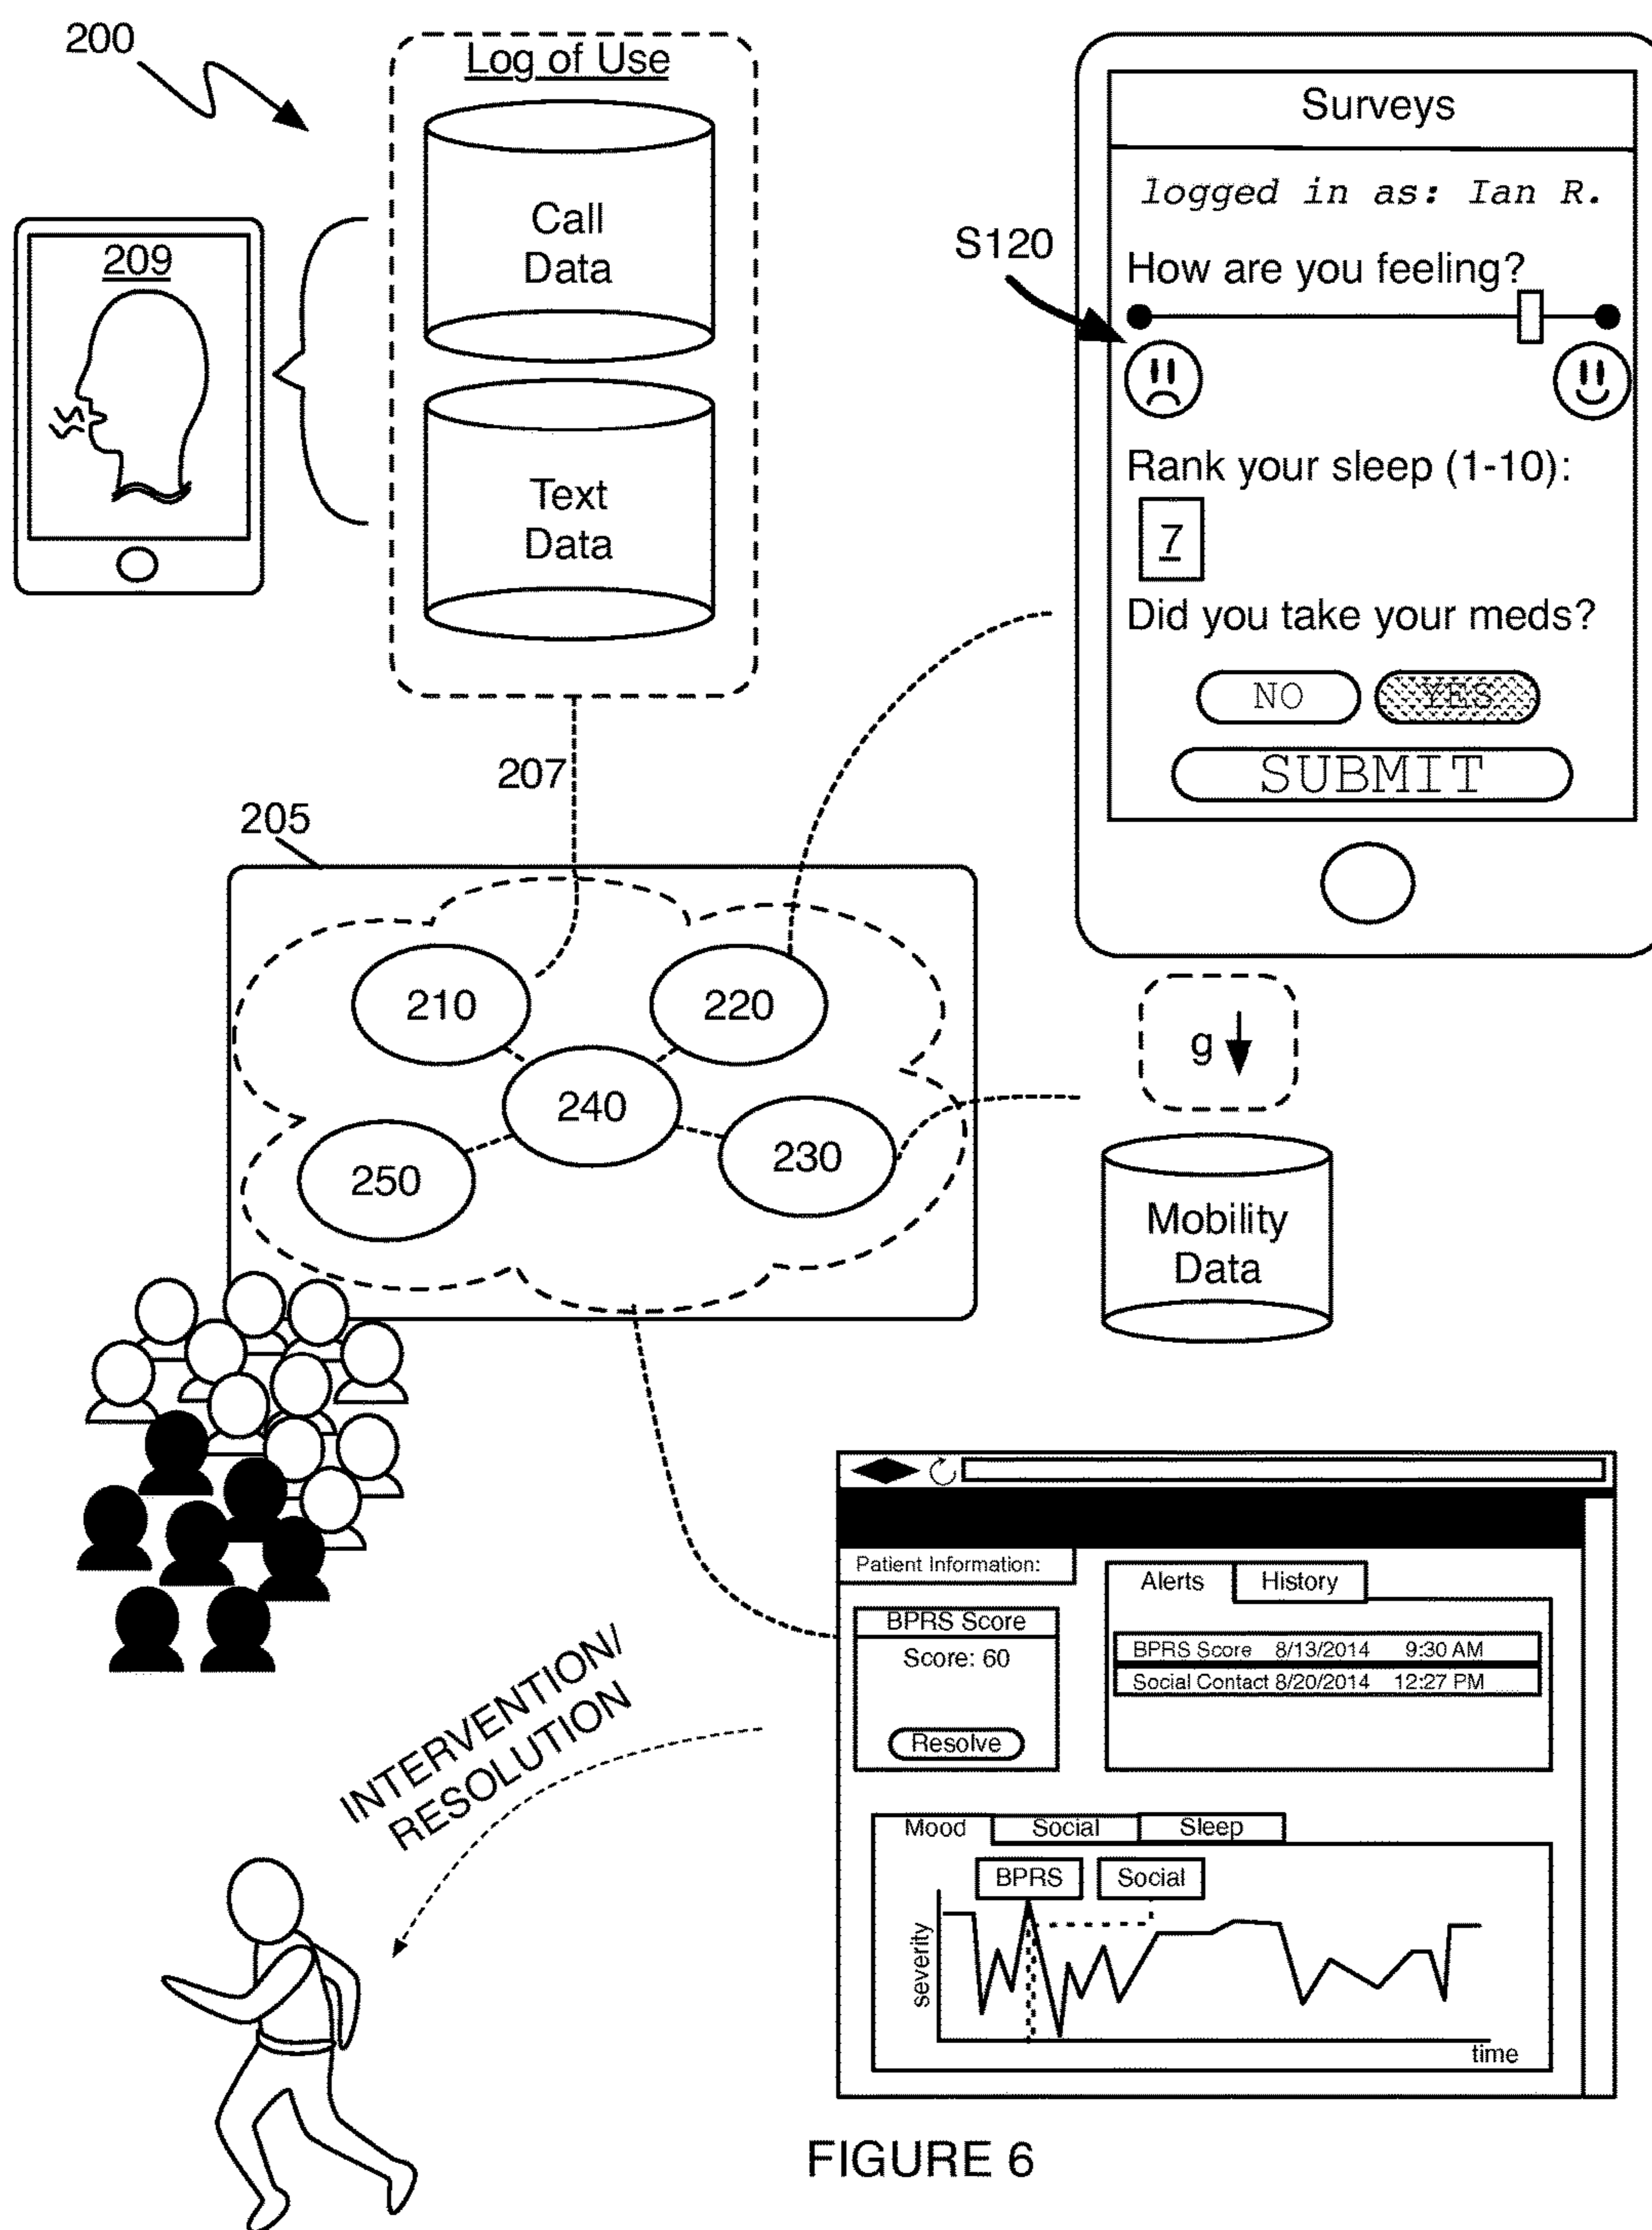 200
Log of Use
Call
Data
Text
Data
209
207
205
Surveys
logged in as: Ian R.
S120
How are you feeling?
Rank your sleep (1-10):
7
Did you take your meds?
NO YES
SUBMIT
210
220
240
230
250
g
Mobility
Data
Patient Information:
BPRS Score
Score: 60
Resolve
Alerts History
BPRS Score 8/13/2014 9:30 AM
Social Contact 8/20/2014 12:27 PM
Mood Social Sleep
BPRS Social
severity
time
INTERVENTION/
RESOLUTION
FIGURE 6